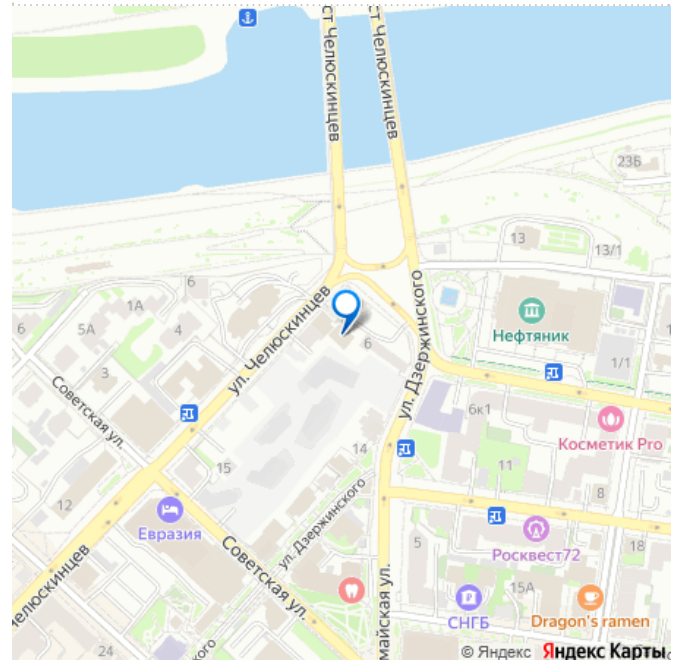 ст Челюскинцев
ст Челюскинцев
23Б
13
13/1
6
1А
5А
4
3
ул. Челюскинцев
6
ул. Дзержинского
Нефтяник
1/1
Советская ул.
6к1
Косметик Pro
14
15
11
8
12
Евразия
ул. Дзержинского
5
Росквест72
18
Советская ул.
15А
челюскинцев
майская ул.
СНГБ
Dragon's ramen
24
© Яндекс Яндекс Карты